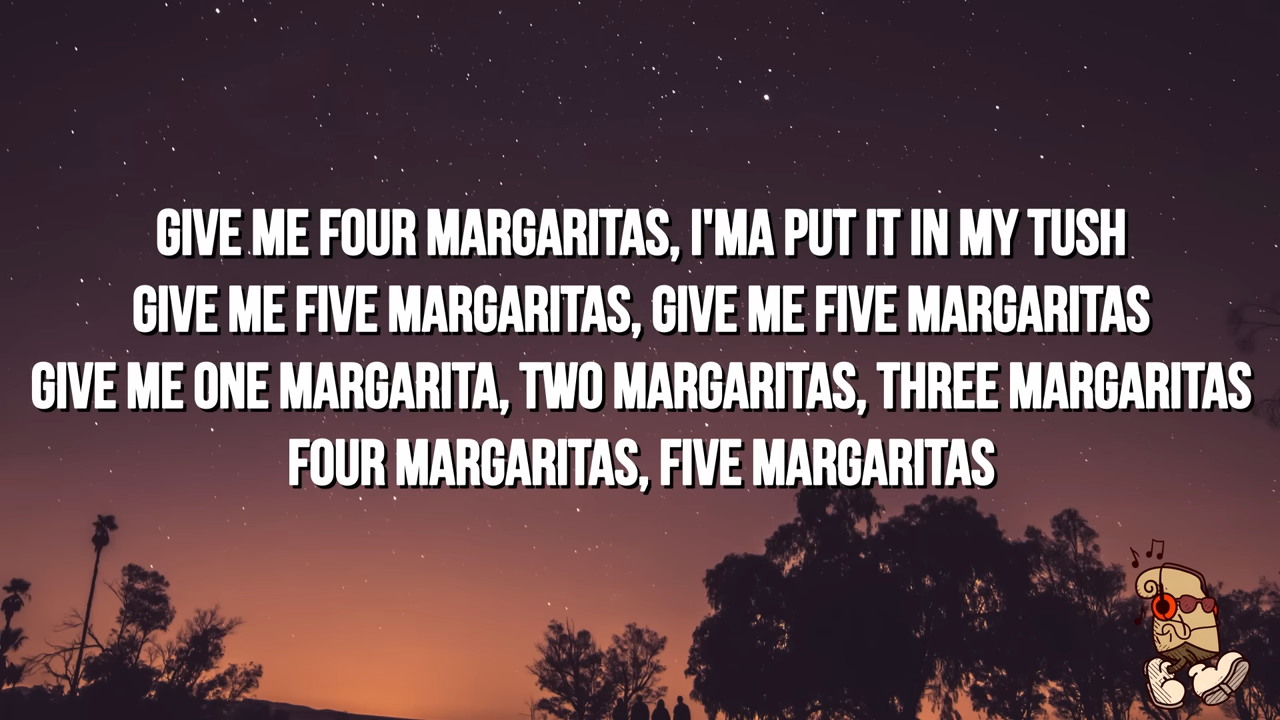 GIVE ME FOUR MARGARITAS, I'MA PUT IT IN MY TUSH
GIVE ME FIVE MARGARITAS, GIVE ME FIVE MARGARITAS
GIVE ME ONE MARGARITA, TWO MARGARITAS, THREE MARGARITAS
FOUR MARGARITAS, FIVE MARGARITAS